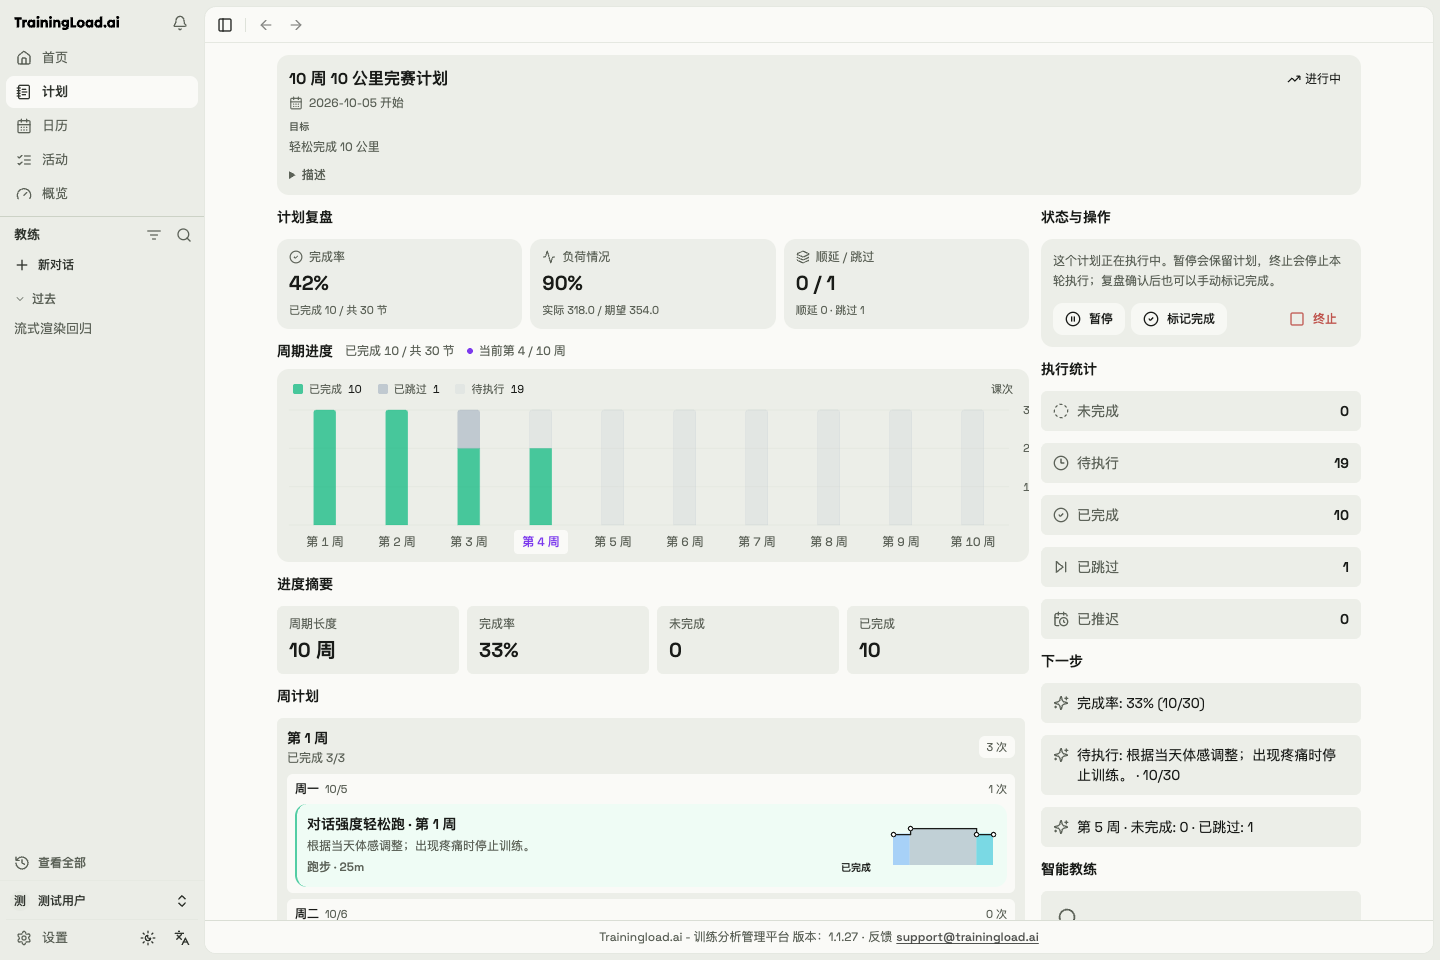 TrainingLoad.ai
首页
计划
日历
活动
概览
教练
新对话
过去
流式渲染回归
查看全部
测 测试用户
设置
10 周 10 公里完赛计划
进行中
2026-10-05 开始
目标
轻松完成 10 公里
描述
计划复盘
完成率
42%
已完成 10 / 共 30 节
负荷情况
90%
实际 318.0 / 期望 354.0
顺延 / 跳过
0 / 1
顺延 0 · 跳过 1
周期进度 已完成 10 / 共 30 节 当前第 4 / 10 周
已完成 10 已跳过 1 待执行 19 课次
3
2
1
第 1 周 第 2 周 第 3 周 第 4 周 第 5 周 第 6 周 第 7 周 第 8 周 第 9 周 第 10 周
进度摘要
周期长度
10 周
完成率
33%
未完成
0
已完成
10
周计划
第 1 周
已完成 3/3
3 次
周一 10/5 1 次
对话强度轻松跑 · 第 1 周
根据当天体感调整；出现疼痛时停止训练。
跑步 · 25m
已完成
周二 10/6 0 次
状态与操作
这个计划正在执行中。暂停会保留计划，终止会停止本
轮执行；复盘确认后也可以手动标记完成。
暂停 标记完成 终止
执行统计
未完成 0
待执行 19
已完成 10
已跳过 1
已推迟 0
下一步
完成率: 33% (10/30)
待执行: 根据当天体感调整；出现疼痛时停
止训练。 · 10/30
第 5 周 · 未完成: 0 · 已跳过: 1
智能教练
Trainingload.ai - 训练分析管理平台 版本： 1.1.27 · 反馈 support@trainingload.ai